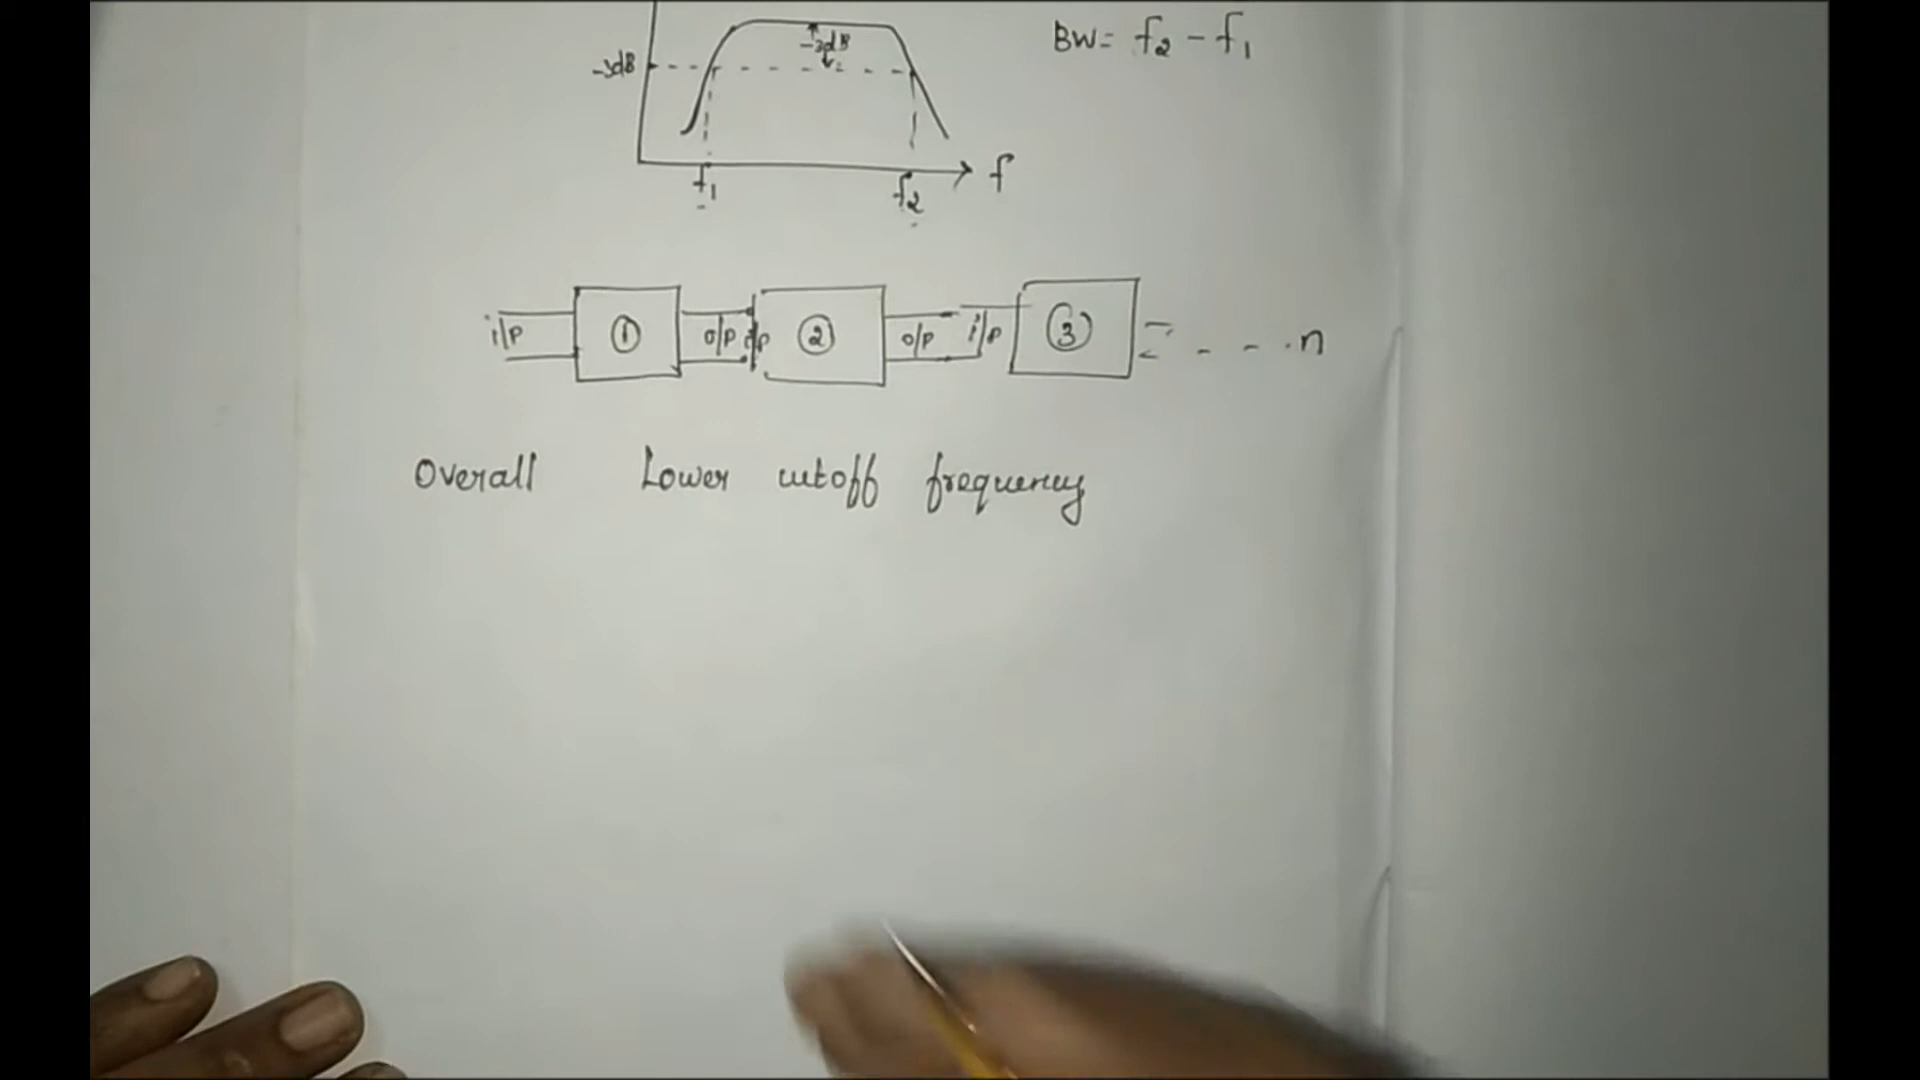 BW = f2 - f1
-3dB
-3dB
f
f1
f2
i/p 1 o/p i/p 2 o/p i/p 3 - - . n
Overall Lower cutoff frequency